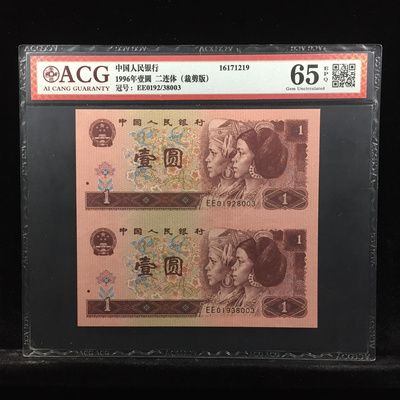 ACG
AI CANG GUARANTY
中国人民银行 16171219
1996年壹圆 二连体(裁剪版)
冠号:EE0192/38003
65 EPQ
Gem Uncirculated
中国人民银行 1
壹圆
1 EE01928003 1
中国人民银行 1
壹圆
1 EE01938003 1